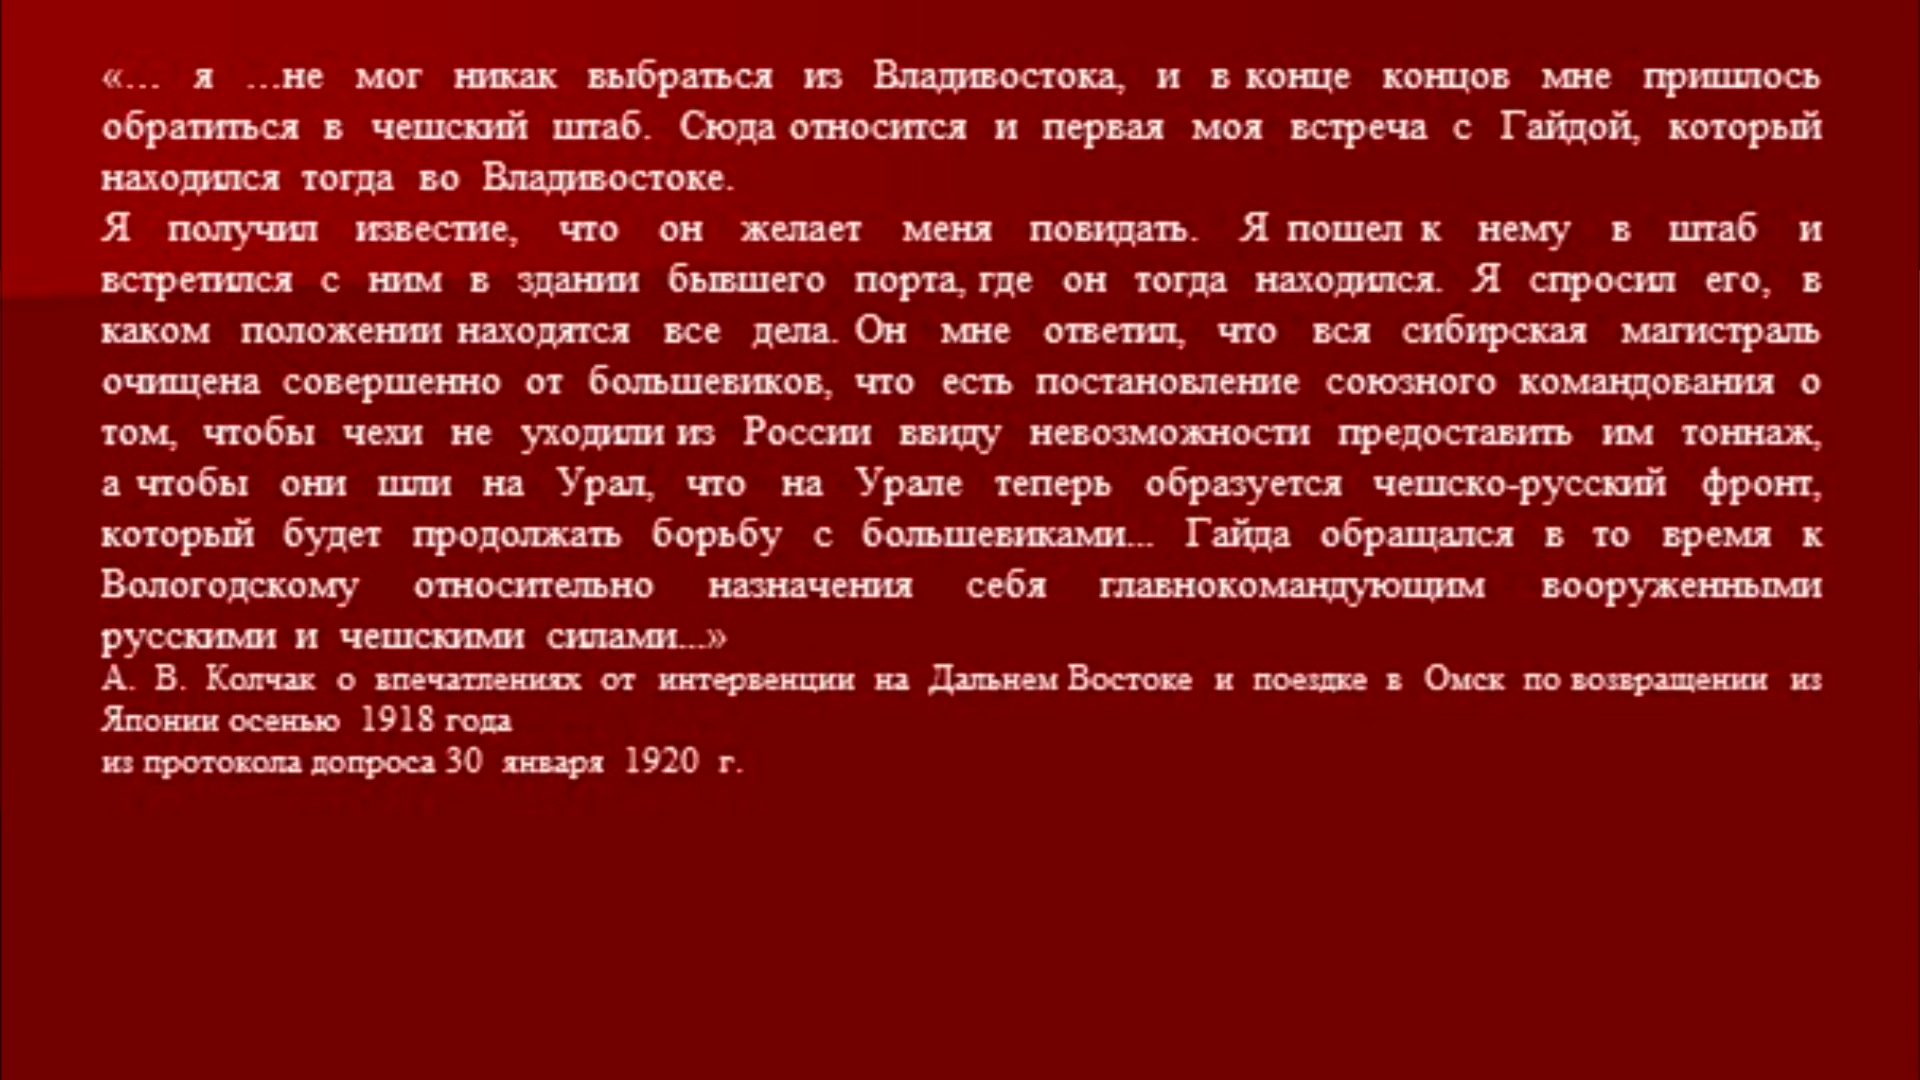 «... я ...не мог никак выбраться из Владивостока, и в конце концов мне пришлось
обратиться в чешский штаб. Сюда относится и первая моя встреча с Гайдой, который
находился тогда во Владивостоке.
Я получил известие, что он желает меня повидать. Я пошел к нему в штаб и
встретился с ним в здании бывшего порта, где он тогда находился. Я спросил его, в
каком положении находятся все дела. Он мне ответил, что вся сибирская магистраль
очищена совершенно от большевиков, что есть постановление союзного командования о
том, чтобы чехи не уходили из России ввиду невозможности предоставить им тоннаж,
а чтобы они шли на Урал, что на Урале теперь образуется чешско-русский фронт,
который будет продолжать борьбу с большевиками... Гайда обращался в то время к
Вологодскому относительно назначения себя главнокомандующим вооруженными
русскими и чешскими силами...»
А. В. Колчак о впечатлениях от интервенции на Дальнем Востоке и поездке в Омск по возвращении из
Японии осенью 1918 года
из протокола допроса 30 января 1920 г.